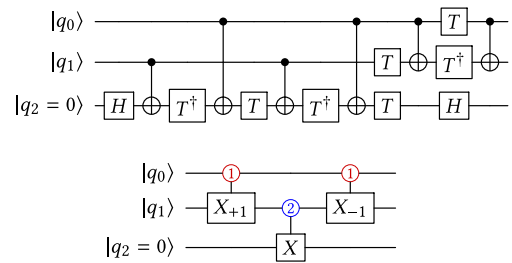 |q₀⟩ T
|q₁⟩ T T†
|q₂ = 0⟩ H T† T T† T H
|q₀⟩ 1 1
|q₁⟩ X₊₁ 2 X₋₁
|q₂ = 0⟩ X